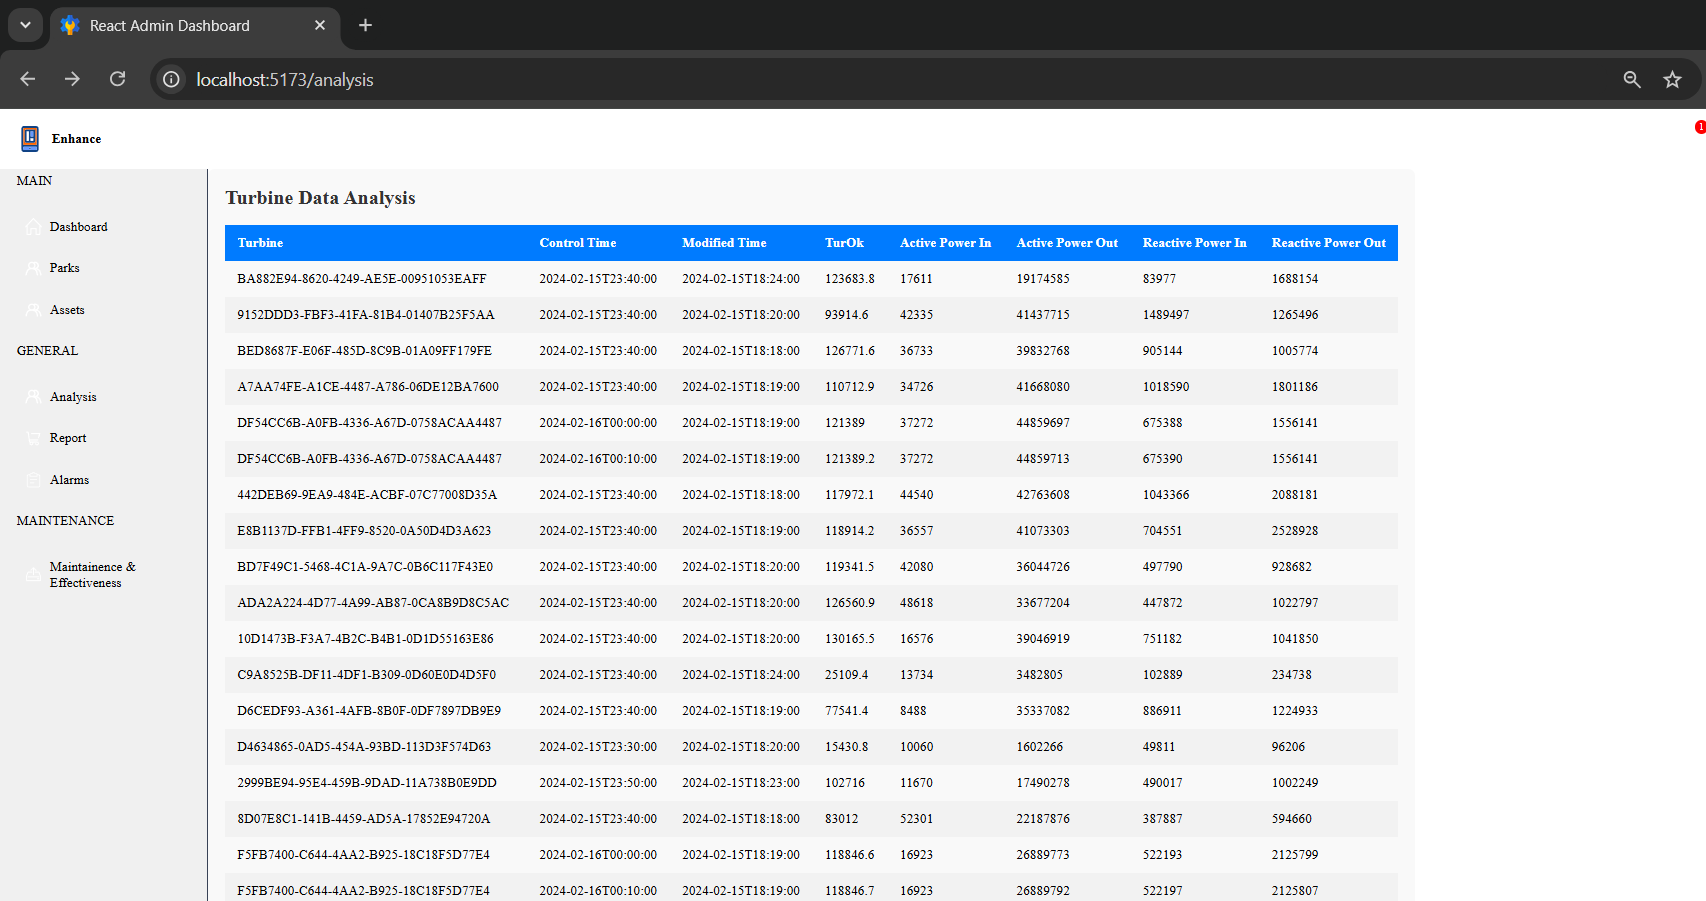 React Admin Dashboard
localhost:5173/analysis
Enhance
1
MAIN
Dashboard
Parks
Assets
GENERAL
Analysis
Report
Alarms
MAINTENANCE
Maintainence &
Effectiveness
Turbine Data Analysis
Turbine Control Time Modified Time TurOk Active Power In Active Power Out Reactive Power In Reactive Power Out
BA882E94-8620-4249-AE5E-00951053EAFF 2024-02-15T23:40:00 2024-02-15T18:24:00 123683.8 17611 19174585 83977 1688154
9152DDD3-FBF3-41FA-81B4-01407B25F5AA 2024-02-15T23:40:00 2024-02-15T18:20:00 93914.6 42335 41437715 1489497 1265496
BED8687F-E06F-485D-8C9B-01A09FF179FE 2024-02-15T23:40:00 2024-02-15T18:18:00 126771.6 36733 39832768 905144 1005774
A7AA74FE-A1CE-4487-A786-06DE12BA7600 2024-02-15T23:40:00 2024-02-15T18:19:00 110712.9 34726 41668080 1018590 1801186
DF54CC6B-A0FB-4336-A67D-0758ACAA4487 2024-02-16T00:00:00 2024-02-15T18:19:00 121389 37272 44859697 675388 1556141
DF54CC6B-A0FB-4336-A67D-0758ACAA4487 2024-02-16T00:10:00 2024-02-15T18:19:00 121389.2 37272 44859713 675390 1556141
442DEB69-9EA9-484E-ACBF-07C77008D35A 2024-02-15T23:40:00 2024-02-15T18:18:00 117972.1 44540 42763608 1043366 2088181
E8B1137D-FFB1-4FF9-8520-0A50D4D3A623 2024-02-15T23:40:00 2024-02-15T18:19:00 118914.2 36557 41073303 704551 2528928
BD7F49C1-5468-4C1A-9A7C-0B6C117F43E0 2024-02-15T23:40:00 2024-02-15T18:20:00 119341.5 42080 36044726 497790 928682
ADA2A224-4D77-4A99-AB87-0CA8B9D8C5AC 2024-02-15T23:40:00 2024-02-15T18:20:00 126560.9 48618 33677204 447872 1022797
10D1473B-F3A7-4B2C-B4B1-0D1D55163E86 2024-02-15T23:40:00 2024-02-15T18:20:00 130165.5 16576 39046919 751182 1041850
C9A8525B-DF11-4DF1-B309-0D60E0D4D5F0 2024-02-15T23:40:00 2024-02-15T18:24:00 25109.4 13734 3482805 102889 234738
D6CEDF93-A361-4AFB-8B0F-0DF7897DB9E9 2024-02-15T23:40:00 2024-02-15T18:19:00 77541.4 8488 35337082 886911 1224933
D4634865-0AD5-454A-93BD-113D3F574D63 2024-02-15T23:30:00 2024-02-15T18:20:00 15430.8 10060 1602266 49811 96206
2999BE94-95E4-459B-9DAD-11A738B0E9DD 2024-02-15T23:50:00 2024-02-15T18:23:00 102716 11670 17490278 490017 1002249
8D07E8C1-141B-4459-AD5A-17852E94720A 2024-02-15T23:40:00 2024-02-15T18:18:00 83012 52301 22187876 387887 594660
F5FB7400-C644-4AA2-B925-18C18F5D77E4 2024-02-16T00:00:00 2024-02-15T18:19:00 118846.6 16923 26889773 522193 2125799
F5FB7400-C644-4AA2-B925-18C18F5D77E4 2024-02-16T00:10:00 2024-02-15T18:19:00 118846.7 16923 26889792 522197 2125807